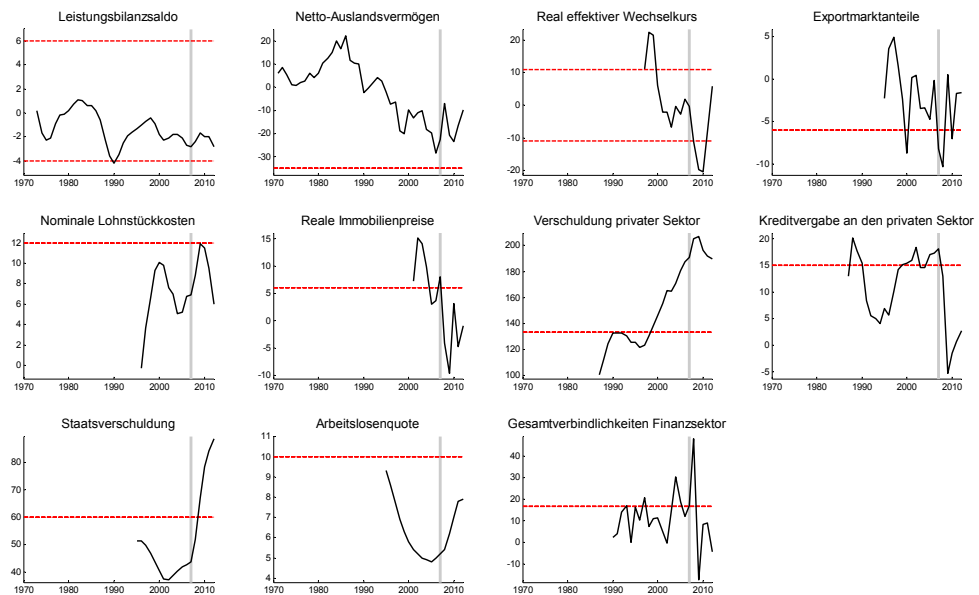 Leistungsbilanzsaldo
6
4
2
0
-2
-4
1970 1980 1990 2000 2010
Netto-Auslandsvermögen
20
10
0
-10
-20
-30
1970 1980 1990 2000 2010
Real effektiver Wechselkurs
20
10
0
-10
-20
1970 1980 1990 2000 2010
Exportmarktanteile
5
0
-5
-10
1970 1980 1990 2000 2010
Nominale Lohnstückkosten
12
10
8
6
4
2
0
1970 1980 1990 2000 2010
Reale Immobilienpreise
15
10
5
0
-5
-10
1970 1980 1990 2000 2010
Verschuldung privater Sektor
200
180
160
140
120
100
1970 1980 1990 2000 2010
Kreditvergabe an den privaten Sektor
20
15
10
5
0
-5
1970 1980 1990 2000 2010
Staatsverschuldung
80
60
40
1970 1980 1990 2000 2010
Arbeitslosenquote
11
10
9
8
7
6
5
4
1970 1980 1990 2000 2010
Gesamtverbindlichkeiten Finanzsektor
40
30
20
10
0
-10
1970 1980 1990 2000 2010